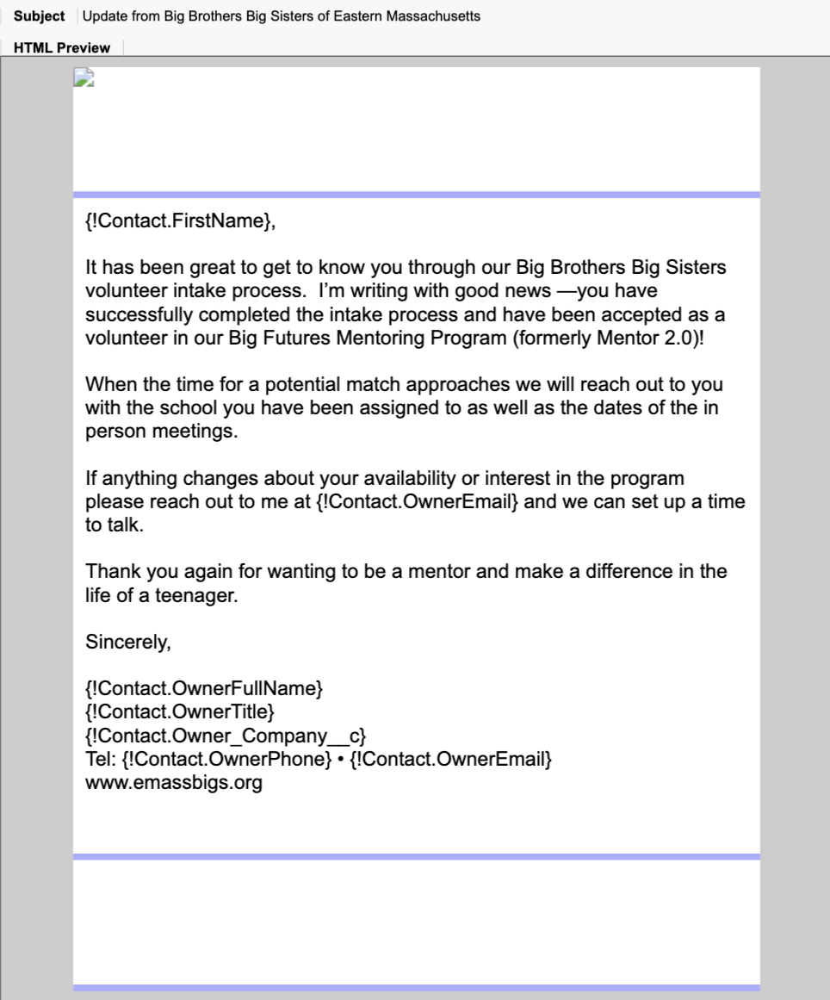 Subject Update from Big Brothers Big Sisters of Eastern Massachusetts
HTML Preview
{!Contact.FirstName},
It has been great to get to know you through our Big Brothers Big Sisters
volunteer intake process.  I’m writing with good news —you have
successfully completed the intake process and have been accepted as a
volunteer in our Big Futures Mentoring Program (formerly Mentor 2.0)!
When the time for a potential match approaches we will reach out to you
with the school you have been assigned to as well as the dates of the in
person meetings.
If anything changes about your availability or interest in the program
please reach out to me at {!Contact.OwnerEmail} and we can set up a time
to talk.
Thank you again for wanting to be a mentor and make a difference in the
life of a teenager.
Sincerely,
{!Contact.OwnerFullName}
{!Contact.OwnerTitle}
{!Contact.Owner_Company__c}
Tel: {!Contact.OwnerPhone} • {!Contact.OwnerEmail}
www.emassbigs.org